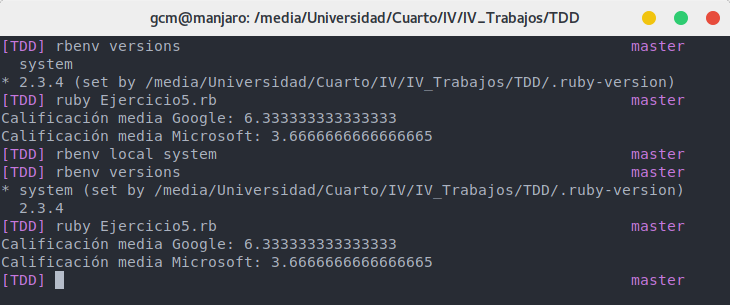 gcm@manjaro: /media/Universidad/Cuarto/IV/IV_Trabajos/TDD
[TDD] rbenv versions master
  system
* 2.3.4 (set by /media/Universidad/Cuarto/IV/IV_Trabajos/TDD/.ruby-version)
[TDD] ruby Ejercicio5.rb master
Calificación media Google: 6.333333333333333
Calificación media Microsoft: 3.6666666666666665
[TDD] rbenv local system master
[TDD] rbenv versions master
* system (set by /media/Universidad/Cuarto/IV/IV_Trabajos/TDD/.ruby-version)
  2.3.4
[TDD] ruby Ejercicio5.rb master
Calificación media Google: 6.333333333333333
Calificación media Microsoft: 3.6666666666666665
[TDD] master